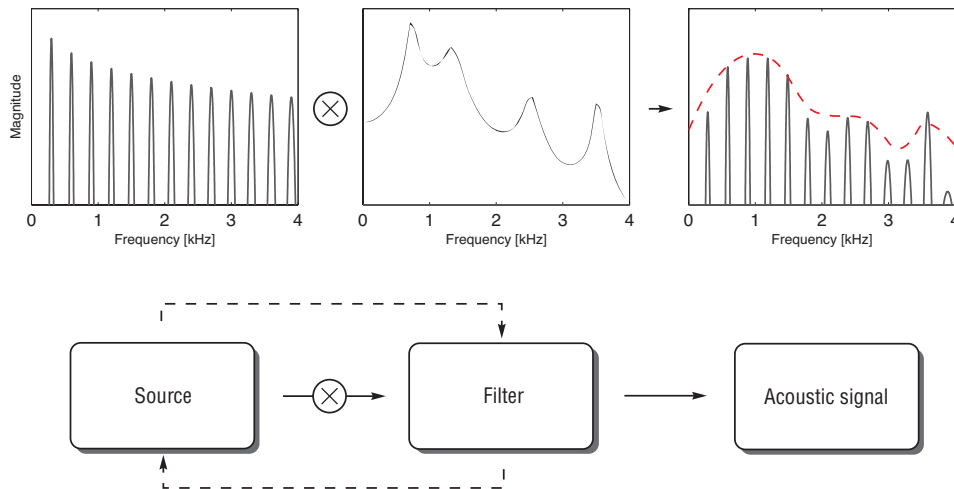 Magnitude
0 1 2 3 4
Frequency [kHz]
0 1 2 3 4
Frequency [kHz]
0 1 2 3 4
Frequency [kHz]
Source
Filter
Acoustic signal